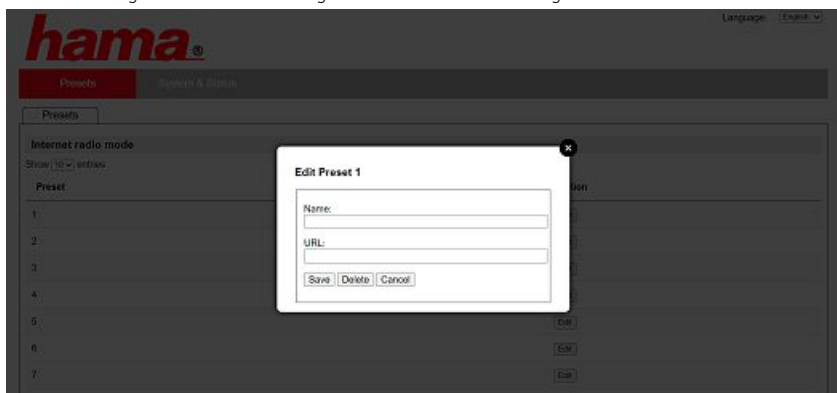 Language: English
hama®
Presets System & Status
Presets
Internet radio mode
Show 10 entries
Preset
Edit Preset 1
Name:
URL:
Save Delete Cancel
1
2
3
4
5 Edit
6 Edit
7 Edit